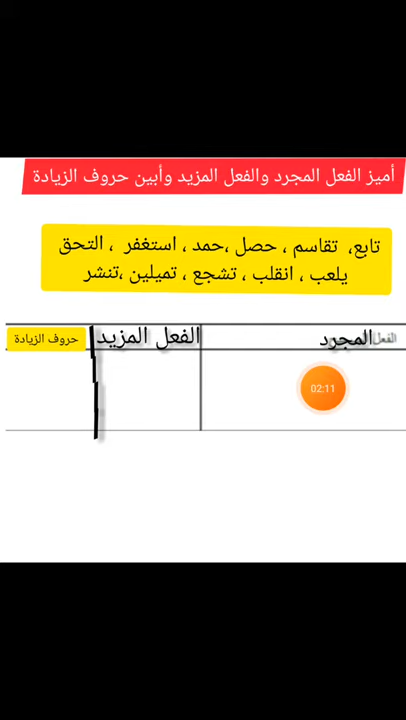 أميز الفعل المجرد والفعل المزيد وأبين حروف الزيادة
تابع، تقاسم ، حصل ،حمد ، استغفر ، التحق
يلعب ، انقلب ، تشجع ، تميلين ،تنشر
الفعل المجرد الفعل المزيد حروف الزيادة
02:11